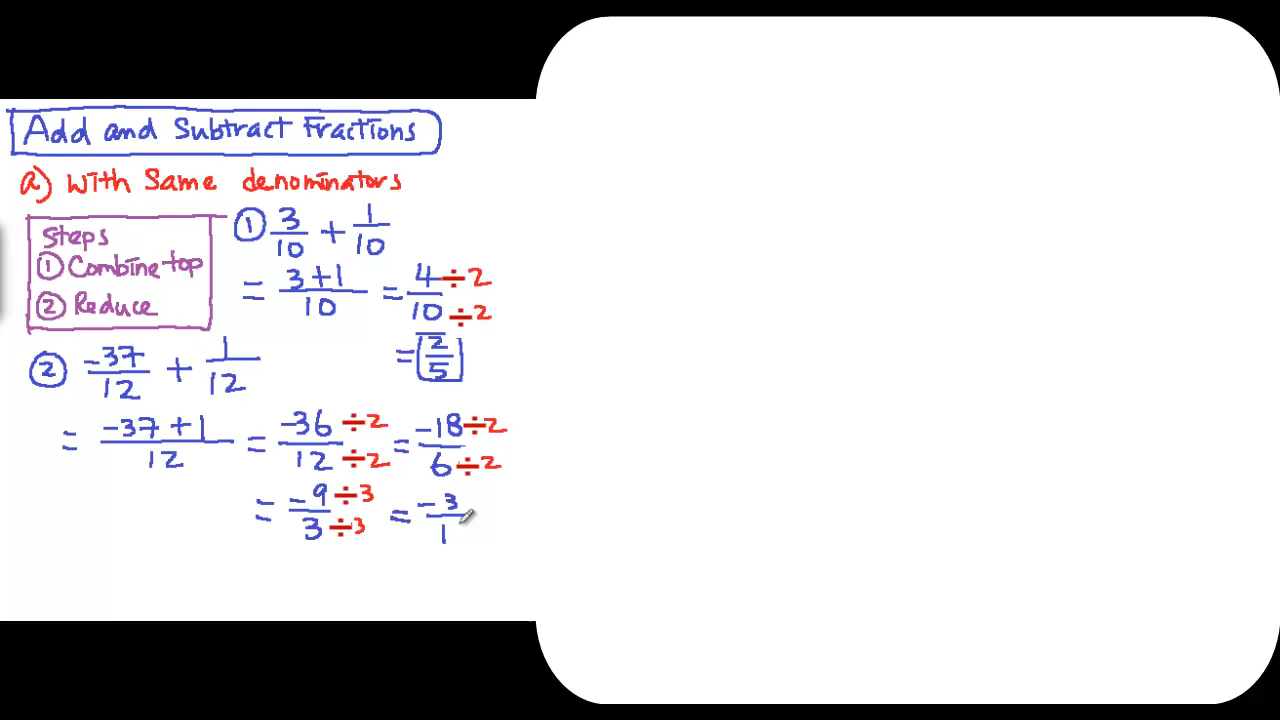 Add and Subtract Fractions
a) With Same denominators
Steps
① Combine top
② Reduce
① 3/10 + 1/10
= (3+1)/10 = 4÷2/10÷2
= 2/5
② -37/12 + 1/12
= (-37+1)/12 = -36÷2/12÷2 = -18÷2/6÷2
= -9÷3/3÷3 = -3/1